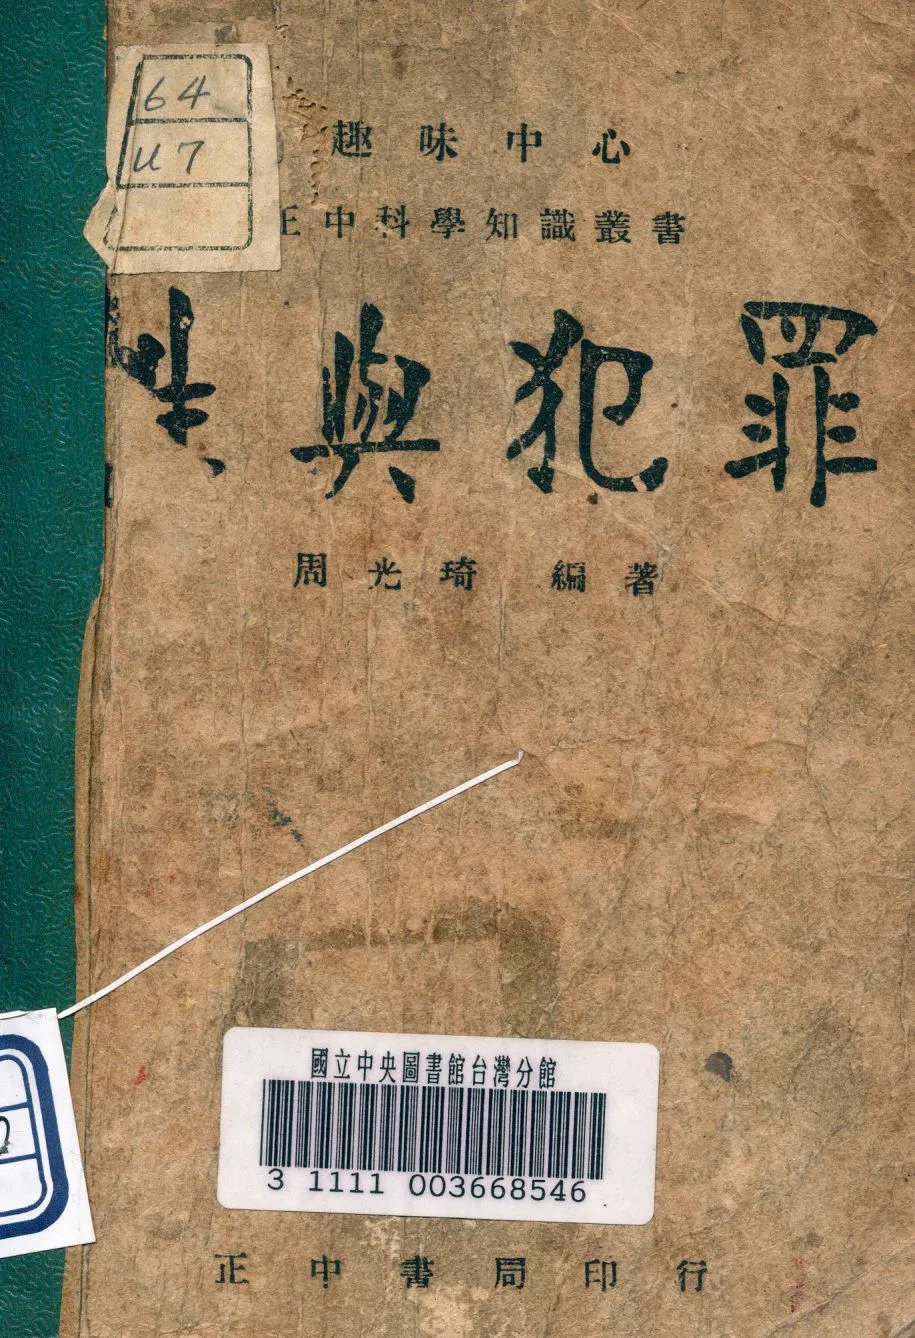 64
U7
趣味中心
正中科學知識叢書
性與犯罪
周光琦 編著
國立中央圖書館台灣分館
3 1111 003668546
正中書局印行